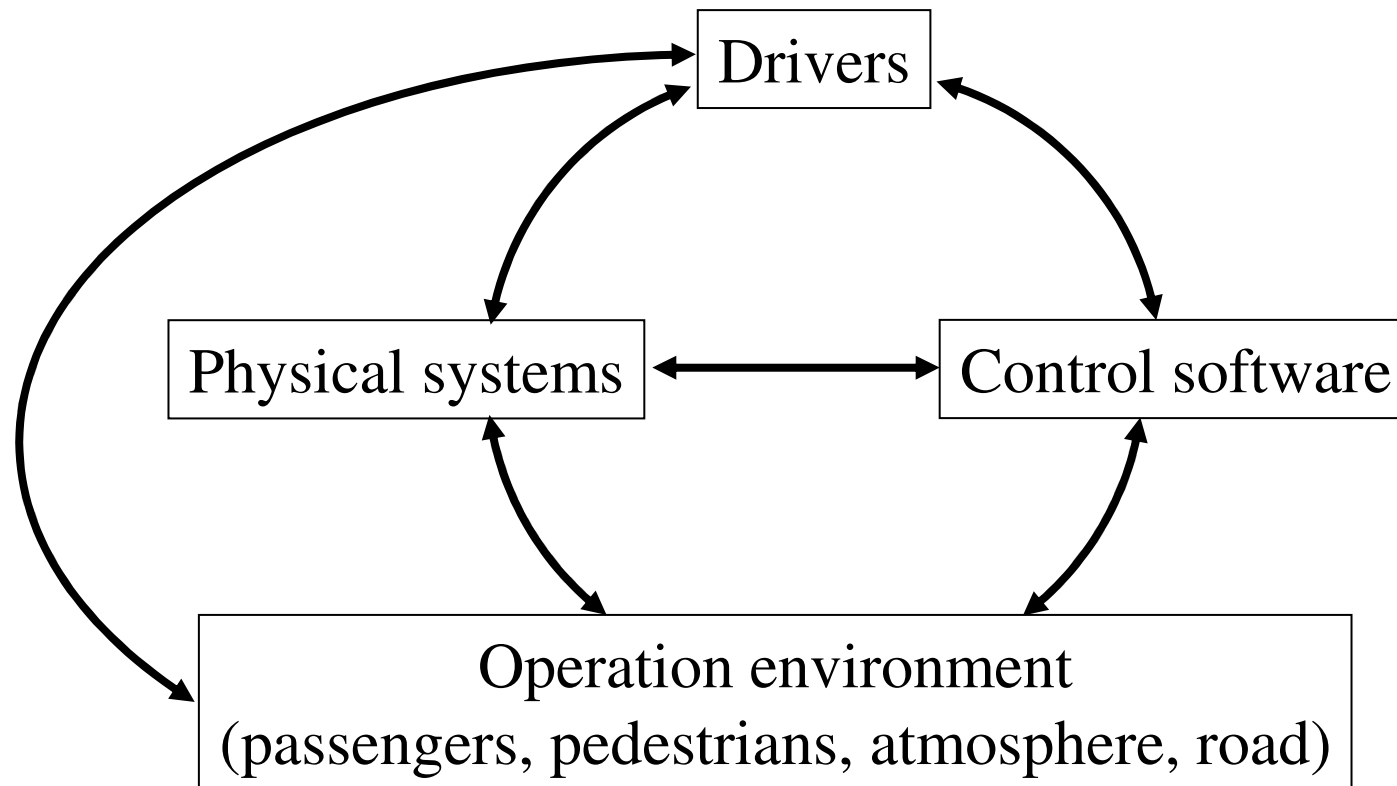 Drivers
Physical systems
Control software
Operation environment
(passengers, pedestrians, atmosphere, road)